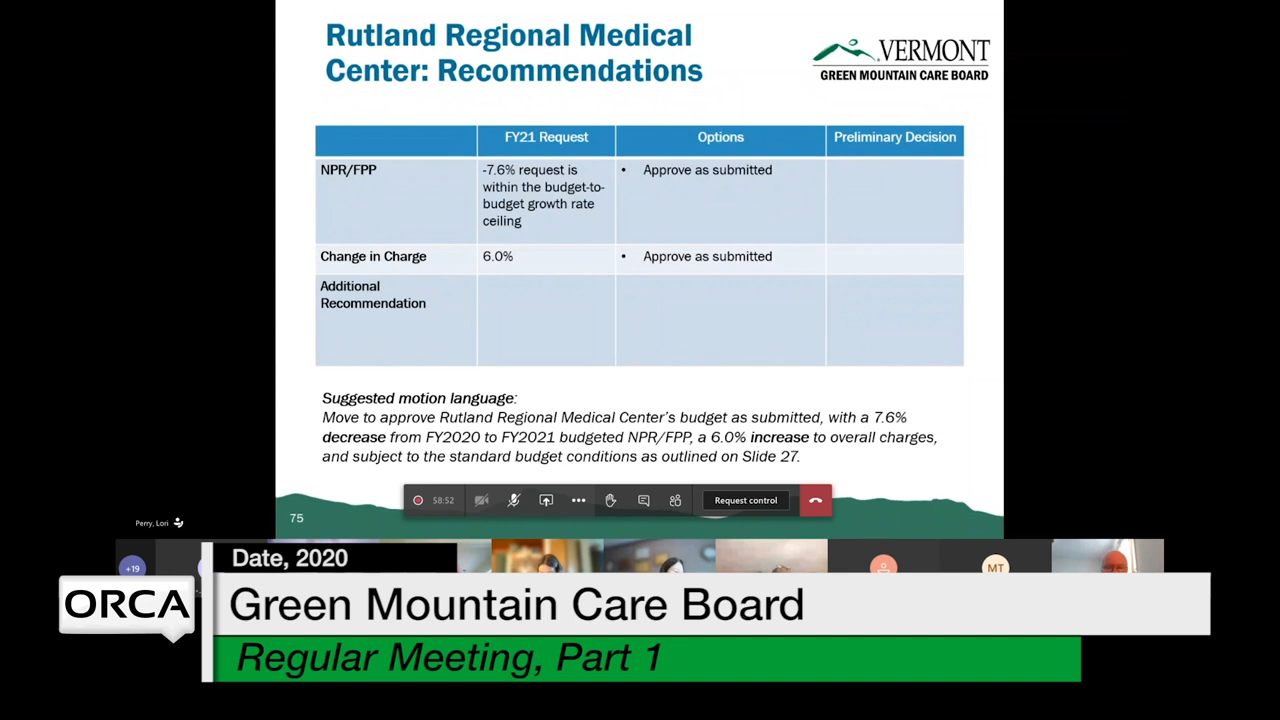 Rutland Regional Medical
Center: Recommendations
VERMONT
GREEN MOUNTAIN CARE BOARD
FY21 Request
Options
Preliminary Decision
NPR/FPP
-7.6% request is
within the budget-to-
budget growth rate
ceiling
• Approve as submitted
Change in Charge
6.0%
• Approve as submitted
Additional
Recommendation
Suggested motion language:
Move to approve Rutland Regional Medical Center's budget as submitted, with a 7.6%
decrease from FY2020 to FY2021 budgeted NPR/FPP, a 6.0% increase to overall charges,
and subject to the standard budget conditions as outlined on Slide 27.
58:52
Request control
75
Perry, Lori
+19
MT
Date, 2020
ORCA
Green Mountain Care Board
Regular Meeting, Part 1